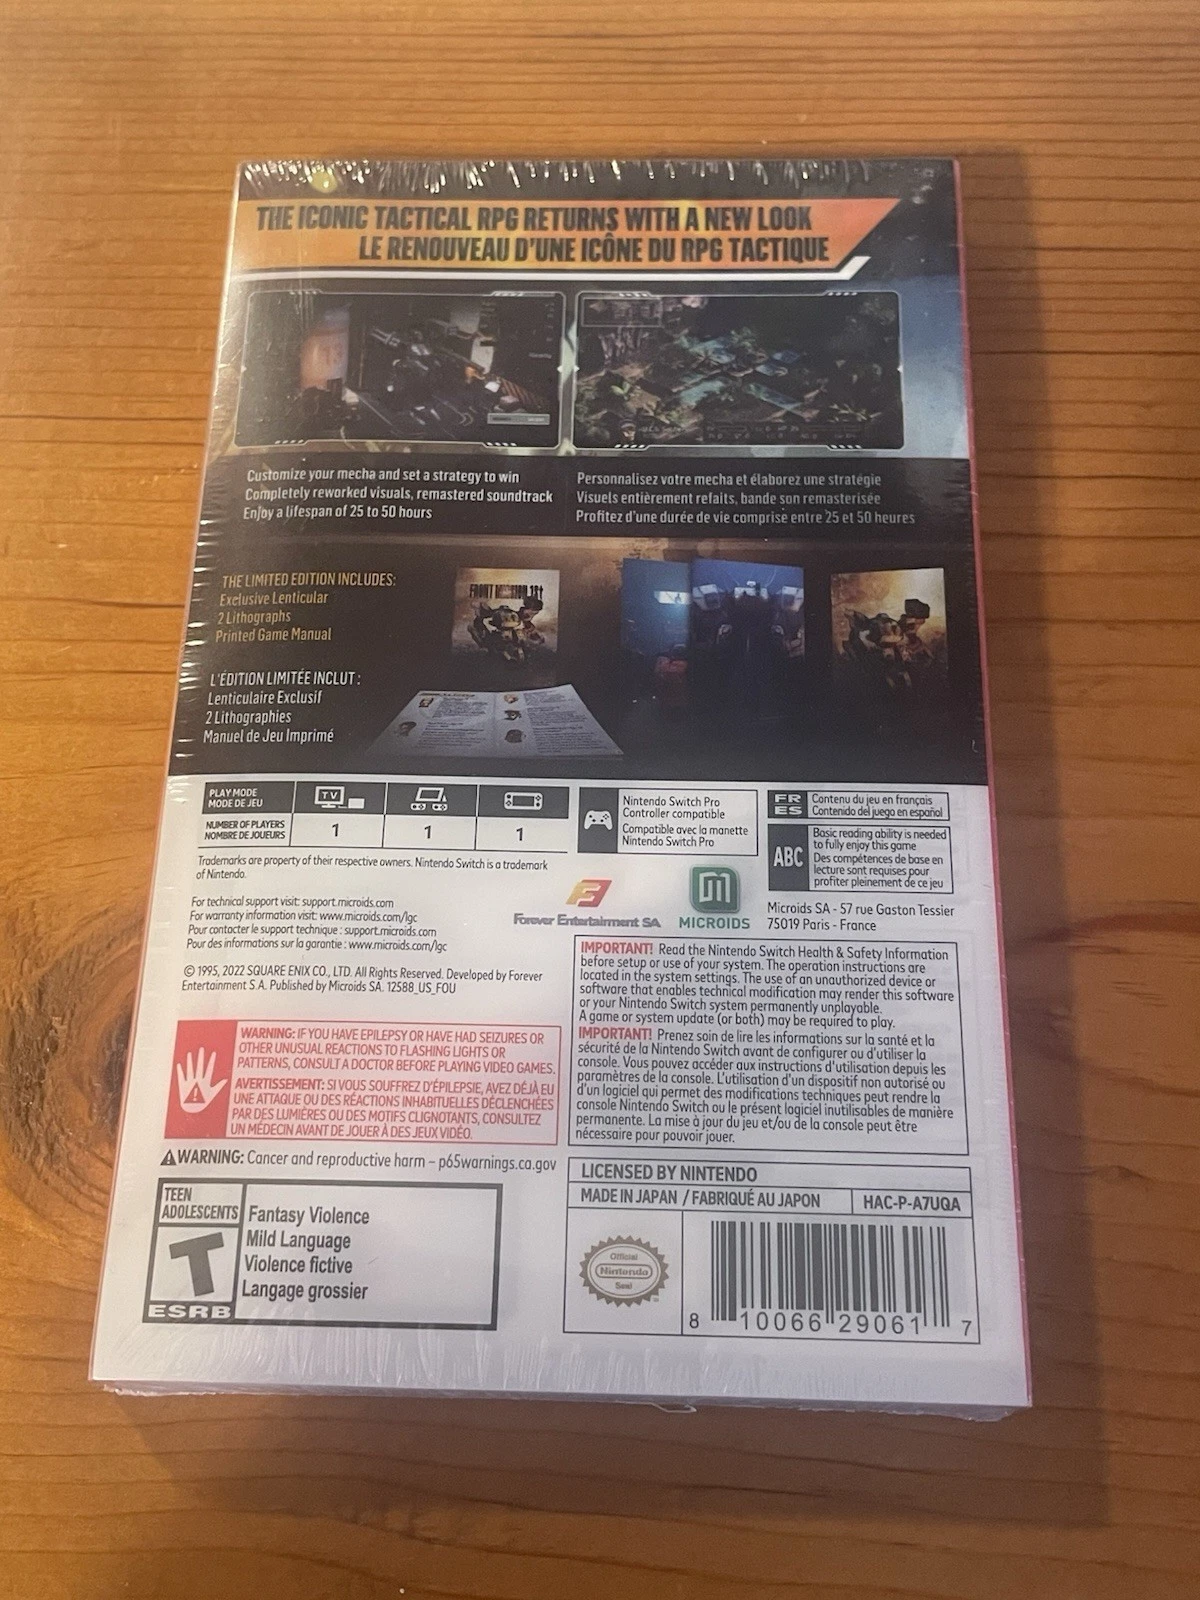 THE ICONIC TACTICAL RPG RETURNS WITH A NEW LOOK
LE RENOUVEAU D'UNE ICÔNE DU RPG TACTIQUE
Customize your mecha and set a strategy to win
Completely reworked visuals, remastered soundtrack
Enjoy a lifespan of 25 to 50 hours
Personnalisez votre mecha et élaborez une stratégie
Visuels entièrement refaits, bande son remasterisée
Profitez d'une durée de vie comprise entre 25 et 50 heures
THE LIMITED EDITION INCLUDES:
Exclusive Lenticular
2 Lithographs
Printed Game Manual
FRONT MISSION 1st
L'ÉDITION LIMITÉE INCLUT :
Lenticulaire Exclusif
2 Lithographies
Manuel de Jeu Imprimé
PLAY MODE
MODE DE JEU
TV
NUMBER OF PLAYERS
NOMBRE DE JOUEURS
1
1
1
Nintendo Switch Pro
Controller compatible
Compatible avec la manette
Nintendo Switch Pro
FR
ES
Contenu du jeu en français
Contenido del juego en español
ABC
Basic reading ability is needed
to fully enjoy this game
Des compétences de base en
lecture sont requises pour
profiter pleinement de ce jeu
Trademarks are property of their respective owners. Nintendo Switch is a trademark
of Nintendo.
For technical support visit: support.microids.com
For warranty information visit: www.microids.com/lgc
Pour contacter le support technique : support.microids.com
Pour des informations sur la garantie : www.microids.com/lgc
Forever Entertainment SA
MICROIDS
Microids SA - 57 rue Gaston Tessier
75019 Paris - France
© 1995, 2022 SQUARE ENIX CO., LTD. All Rights Reserved. Developed by Forever
Entertainment S.A. Published by Microids SA. 12588_US_FOU
IMPORTANT! Read the Nintendo Switch Health & Safety Information
before setup or use of your system. The operation instructions are
located in the system settings. The use of an unauthorized device or
software that enables technical modification may render this software
or your Nintendo Switch system permanently unplayable.
A game or system update (or both) may be required to play.
IMPORTANT! Prenez soin de lire les informations sur la santé et la
sécurité de la Nintendo Switch avant de configurer ou d'utiliser la
console. Vous pouvez accéder aux instructions d'utilisation depuis les
paramètres de la console. L'utilisation d'un dispositif non autorisé ou
d'un logiciel qui permet des modifications techniques peut rendre la
console Nintendo Switch ou le présent logiciel inutilisables de manière
permanente. La mise à jour du jeu et/ou de la console peut être
nécessaire pour pouvoir jouer.
WARNING: IF YOU HAVE EPILEPSY OR HAVE HAD SEIZURES OR
OTHER UNUSUAL REACTIONS TO FLASHING LIGHTS OR
PATTERNS, CONSULT A DOCTOR BEFORE PLAYING VIDEO GAMES.
AVERTISSEMENT: SI VOUS SOUFFREZ D'ÉPILEPSIE, AVEZ DÉJÀ EU
UNE ATTAQUE OU DES RÉACTIONS INHABITUELLES DÉCLENCHÉES
PAR DES LUMIÈRES OU DES MOTIFS CLIGNOTANTS, CONSULTEZ
UN MÉDECIN AVANT DE JOUER À DES JEUX VIDÉO.
WARNING: Cancer and reproductive harm – p65warnings.ca.gov
TEEN
ADOLESCENTS
T
ESRB
Fantasy Violence
Mild Language
Violence fictive
Langage grossier
LICENSED BY NINTENDO
MADE IN JAPAN / FABRIQUÉ AU JAPON
HAC-P-A7UQA
Official
Nintendo
Seal
8 10066 29061 7